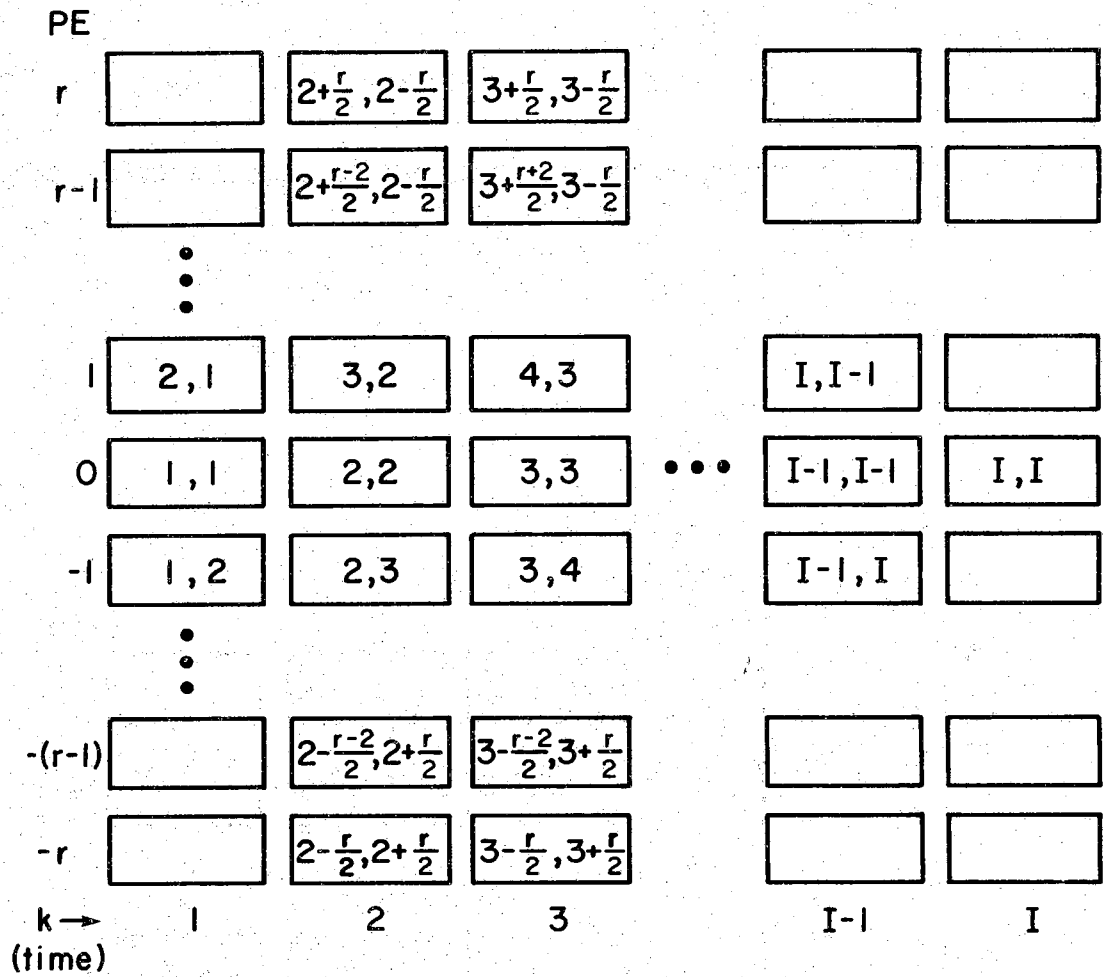 PE
r 2+r/2, 2-r/2 3+r/2, 3-r/2
r-1 2+(r-2)/2, 2-r/2 3+(r+2)/2, 3-r/2
1 2,1 3,2 4,3 I,I-1
0 1,1 2,2 3,3 ••• I-1,I-1 I,I
-1 1,2 2,3 3,4 I-1,I
-(r-1) 2-(r-2)/2, 2+r/2 3-(r-2)/2, 3+r/2
-r 2-r/2, 2+r/2 3-r/2, 3+r/2
k→ 1 2 3 I-1 I
(time)